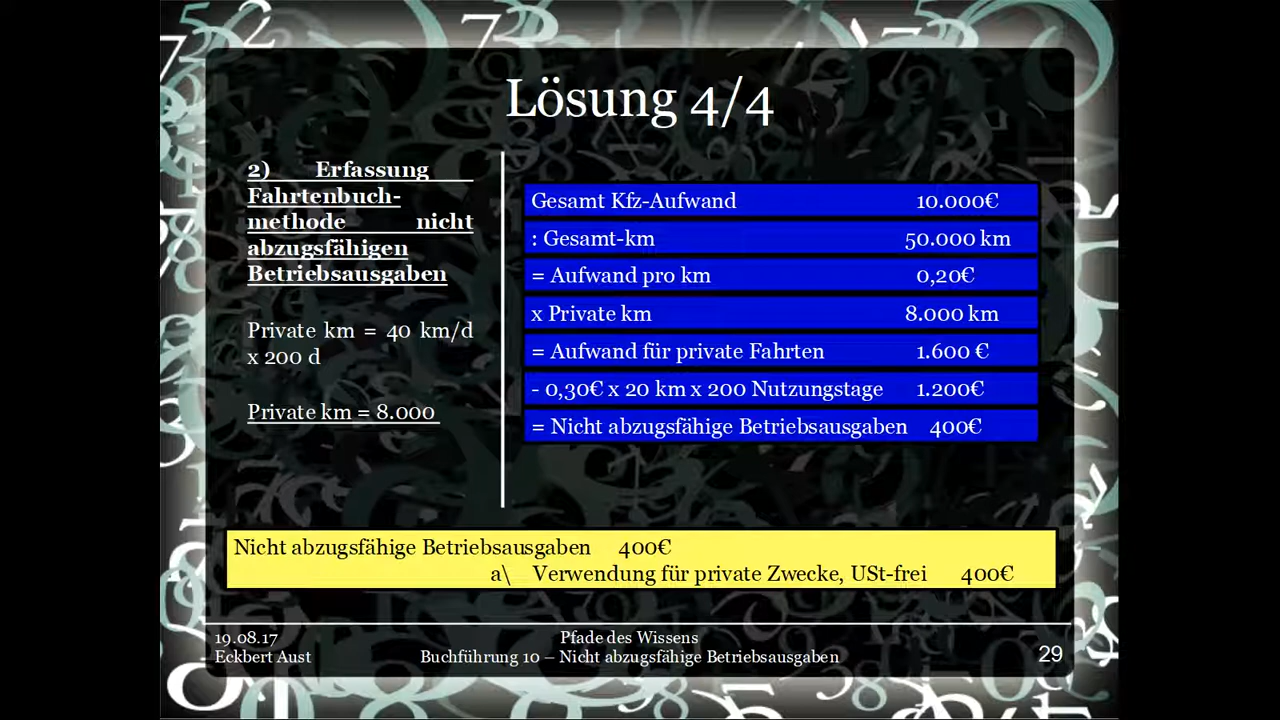 Lösung 4/4
2) Erfassung
Fahrtenbuch-
methode nicht
abzugsfähigen
Betriebsausgaben
Private km = 40 km/d
x 200 d
Private km = 8.000
Gesamt Kfz-Aufwand 10.000€
: Gesamt-km 50.000 km
= Aufwand pro km 0,20€
x Private km 8.000 km
= Aufwand für private Fahrten 1.600 €
- 0,30€ x 20 km x 200 Nutzungstage 1.200€
= Nicht abzugsfähige Betriebsausgaben 400€
Nicht abzugsfähige Betriebsausgaben 400€
a\ Verwendung für private Zwecke, USt-frei 400€
19.08.17
Eckbert Aust
Pfade des Wissens
Buchführung 10 – Nicht abzugsfähige Betriebsausgaben
29